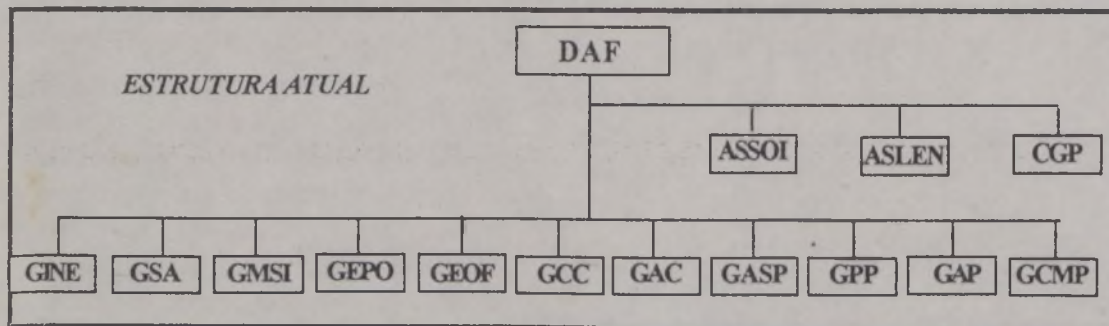 DAF
ESTRUTURA ATUAL
ASSOI ASLEN CGP
GINE GSA GMSI GEPO GEOF GCC GAC GASP GPP GAP GCMP